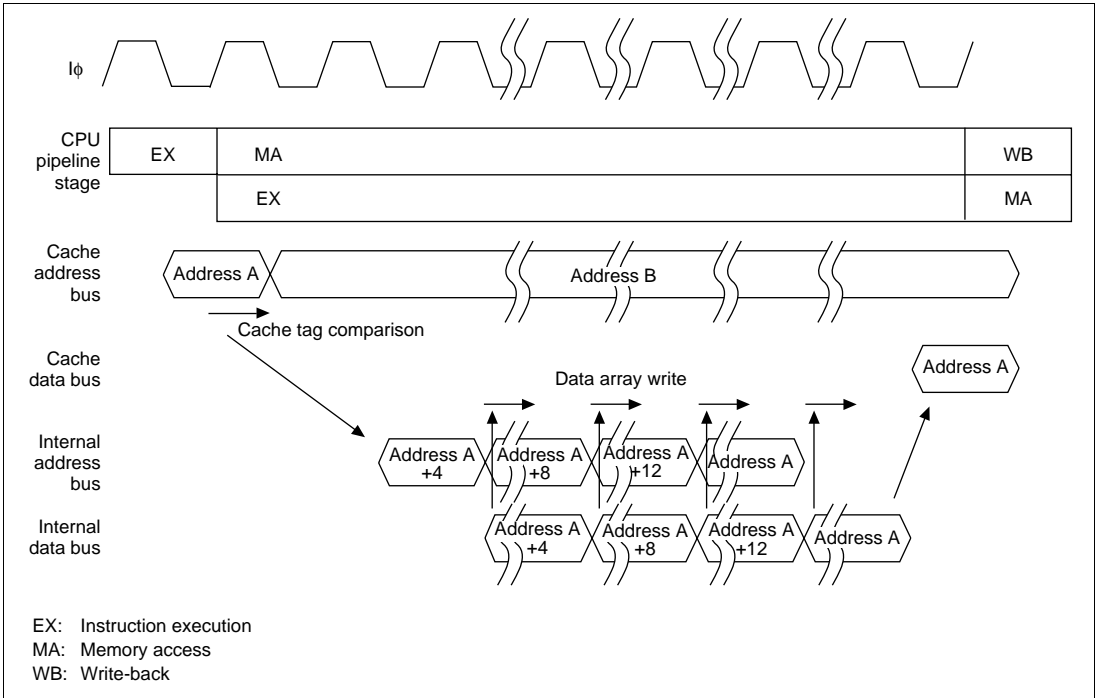 Iφ
CPU
pipeline
stage
EX
MA
WB
EX
MA
Cache
address
bus
Address A
Address B
Cache tag comparison
Cache
data bus
Address A
Data array write
Internal
address
bus
Address A
+4
Address A
+8
Address A
+12
Address A
Internal
data bus
Address A
+4
Address A
+8
Address A
+12
Address A
EX: Instruction execution
MA: Memory access
WB: Write-back